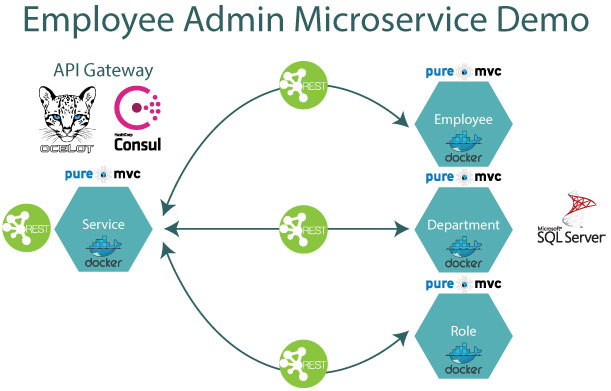 Employee Admin Microservice Demo
API Gateway
OCELOT
HashiCorp
Consul
pure mvc
Service
docker
REST
REST
pure mvc
Employee
docker
REST
pure mvc
Department
docker
Microsoft
SQL Server
REST
pure mvc
Role
docker